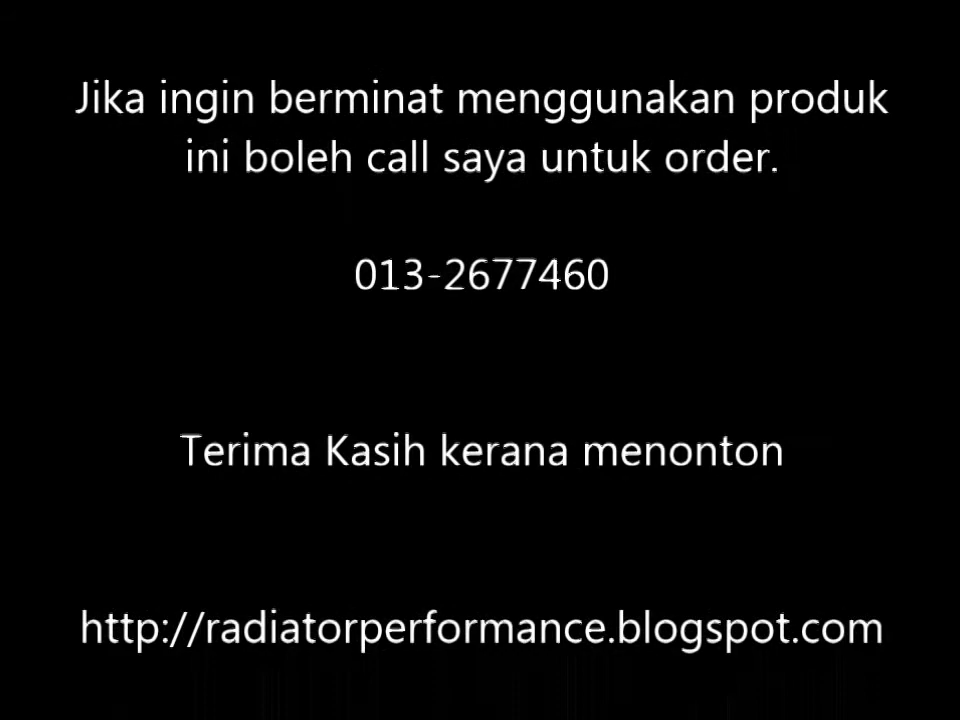 Jika ingin berminat menggunakan produk
ini boleh call saya untuk order.
013-2677460
Terima Kasih kerana menonton
http://radiatorperformance.blogspot.com